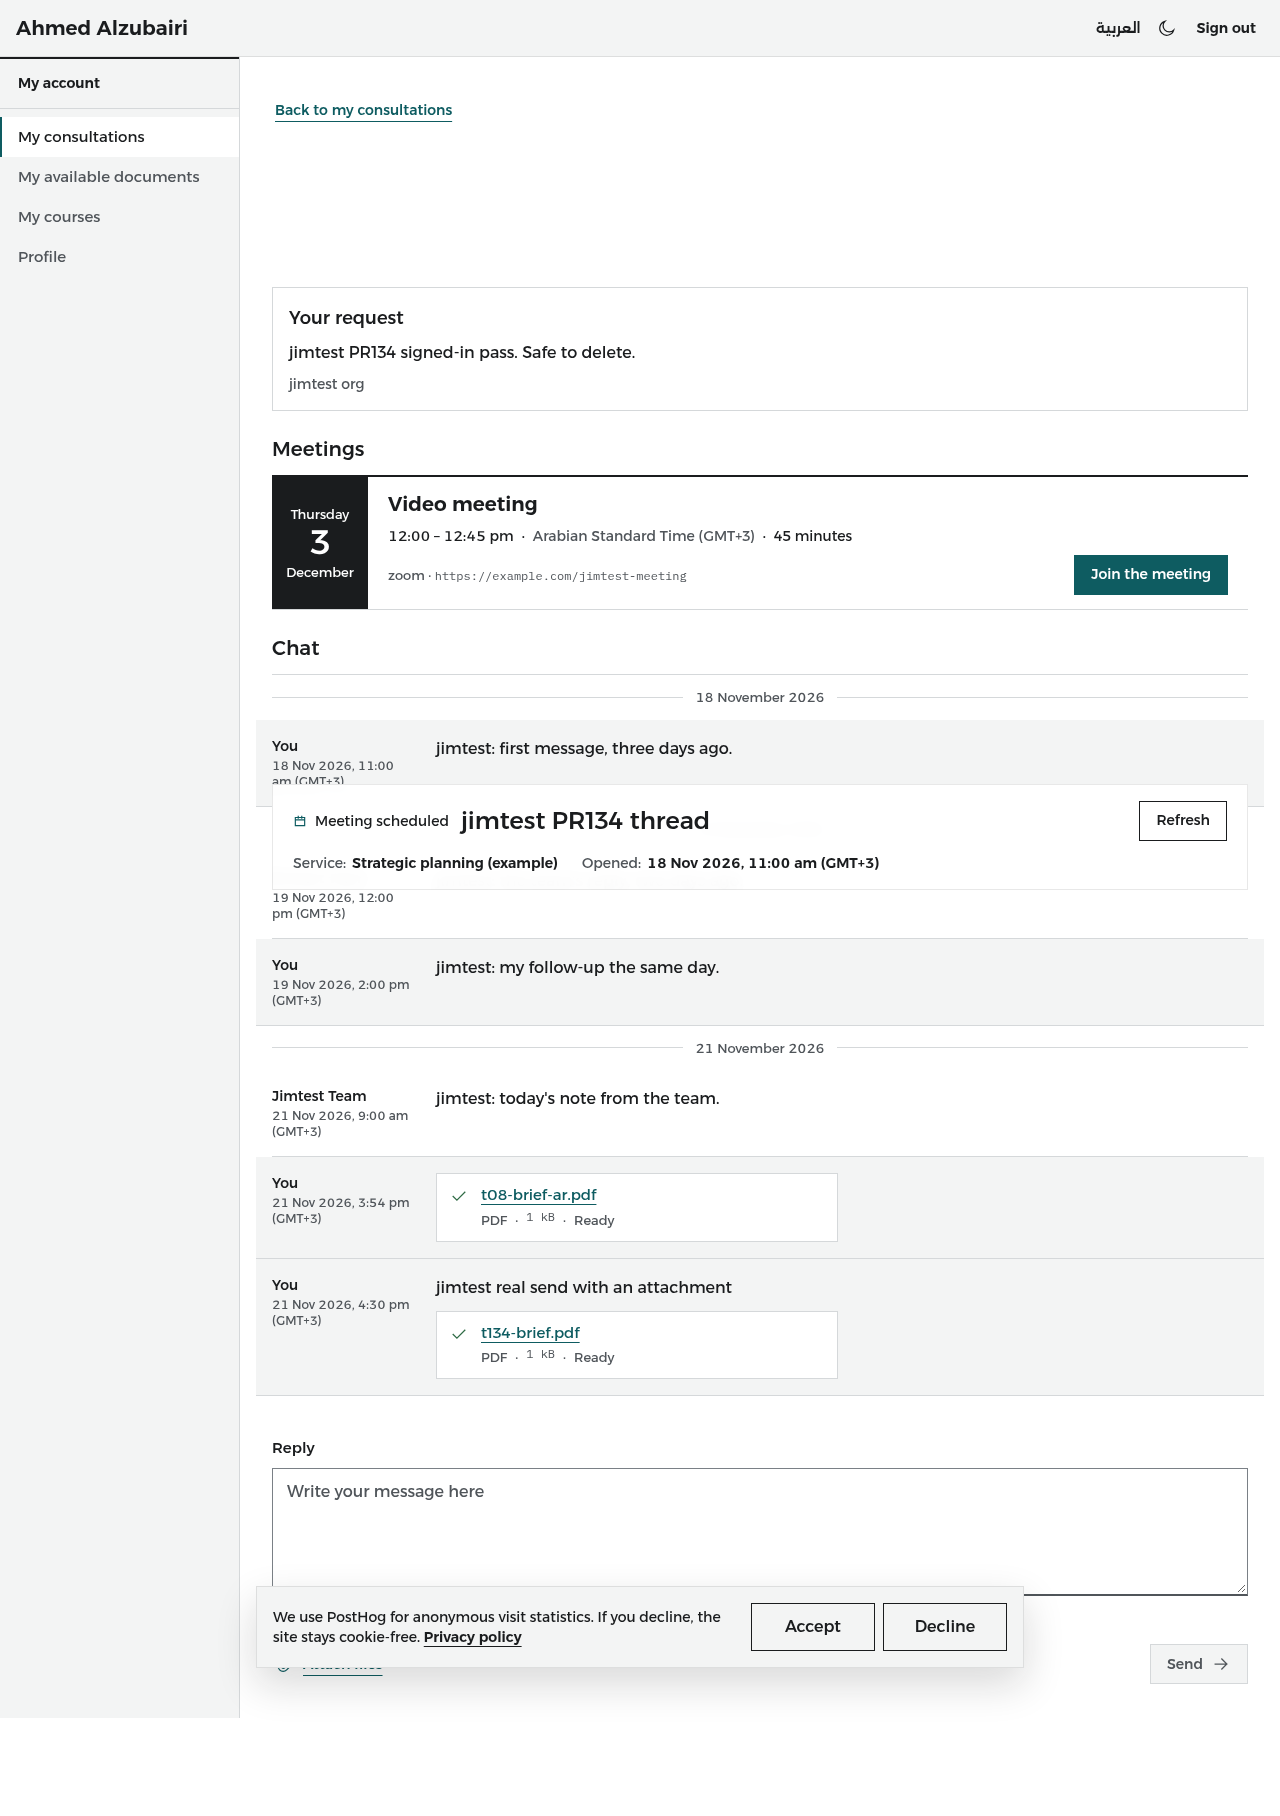 Ahmed Alzubairi
العربية
Sign out
My account
My consultations
My available documents
My courses
Profile
Back to my consultations
Your request
jimtest PR134 signed-in pass. Safe to delete.
jimtest org
Meetings
Thursday
3
December
Video meeting
12:00 – 12:45 pm · Arabian Standard Time (GMT+3) · 45 minutes
zoom · https://example.com/jimtest-meeting
Join the meeting
Chat
18 November 2026
You
18 Nov 2026, 11:00
am (GMT+3)
jimtest: first message, three days ago.
Meeting scheduled
jimtest PR134 thread
Refresh
Service: Strategic planning (example)
Opened: 18 Nov 2026, 11:00 am (GMT+3)
19 Nov 2026, 12:00
pm (GMT+3)
You
19 Nov 2026, 2:00 pm
(GMT+3)
jimtest: my follow-up the same day.
21 November 2026
Jimtest Team
21 Nov 2026, 9:00 am
(GMT+3)
jimtest: today's note from the team.
You
21 Nov 2026, 3:54 pm
(GMT+3)
t08-brief-ar.pdf
PDF · 1 kB · Ready
You
21 Nov 2026, 4:30 pm
(GMT+3)
jimtest real send with an attachment
t134-brief.pdf
PDF · 1 kB · Ready
Reply
Write your message here
We use PostHog for anonymous visit statistics. If you decline, the
site stays cookie-free. Privacy policy
Accept
Decline
Send